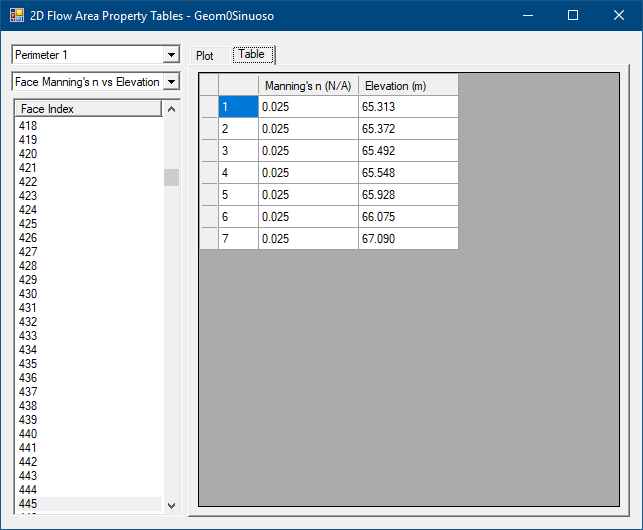 2D Flow Area Property Tables - Geom0Sinuoso
Perimeter 1
Face Manning's n vs Elevation
Face Index
418
419
420
421
422
423
424
425
426
427
428
429
430
431
432
433
434
435
436
437
438
439
440
441
442
443
444
445
Plot Table
Manning's n (N/A) Elevation (m)
1 0.025 65.313
2 0.025 65.372
3 0.025 65.492
4 0.025 65.548
5 0.025 65.928
6 0.025 66.075
7 0.025 67.090